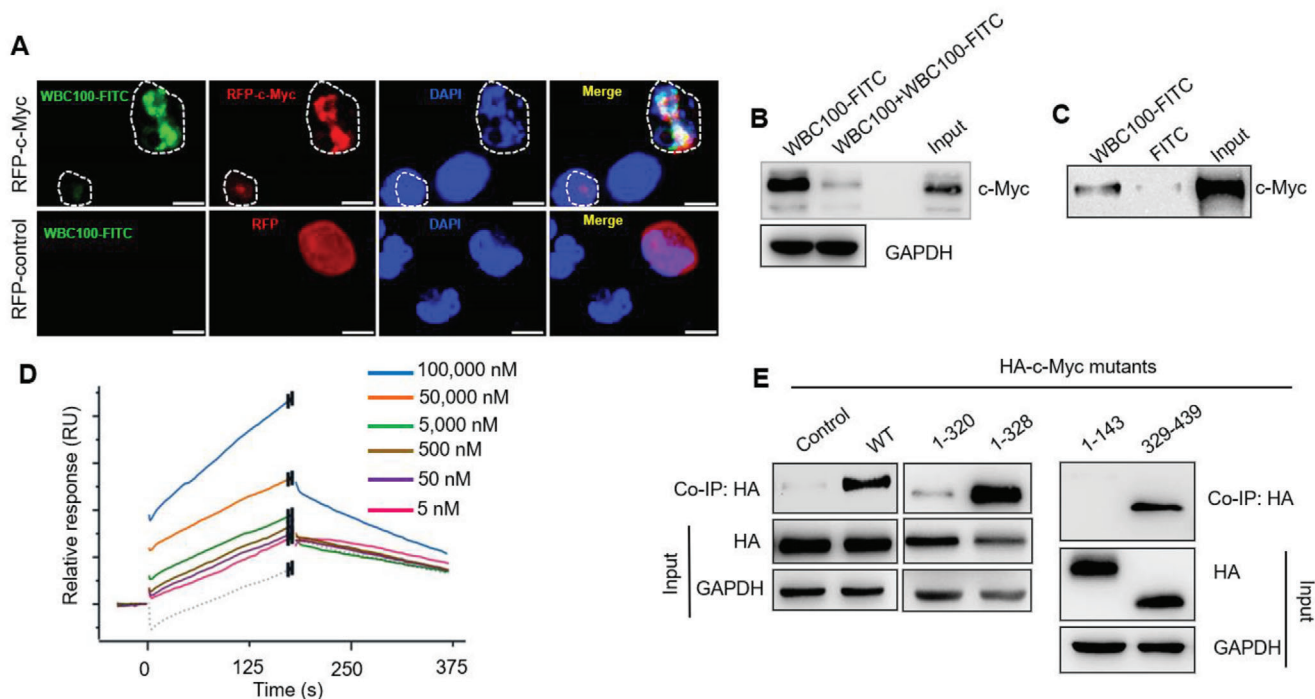 A
RFP-c-Myc
WBC100-FITC
RFP-c-Myc
DAPI
Merge
RFP-control
WBC100-FITC
RFP
DAPI
Merge
B
WBC100-FITC
WBC100+WBC100-FITC
Input
c-Myc
GAPDH
C
WBC100-FITC
FITC
Input
c-Myc
D
Relative response (RU)
100,000 nM
50,000 nM
5,000 nM
500 nM
50 nM
5 nM
0
125
250
375
Time (s)
E
HA-c-Myc mutants
Control
WT
1-320
1-328
1-143
329-439
Co-IP: HA
Input
HA
GAPDH
Co-IP: HA
HA
GAPDH
Input